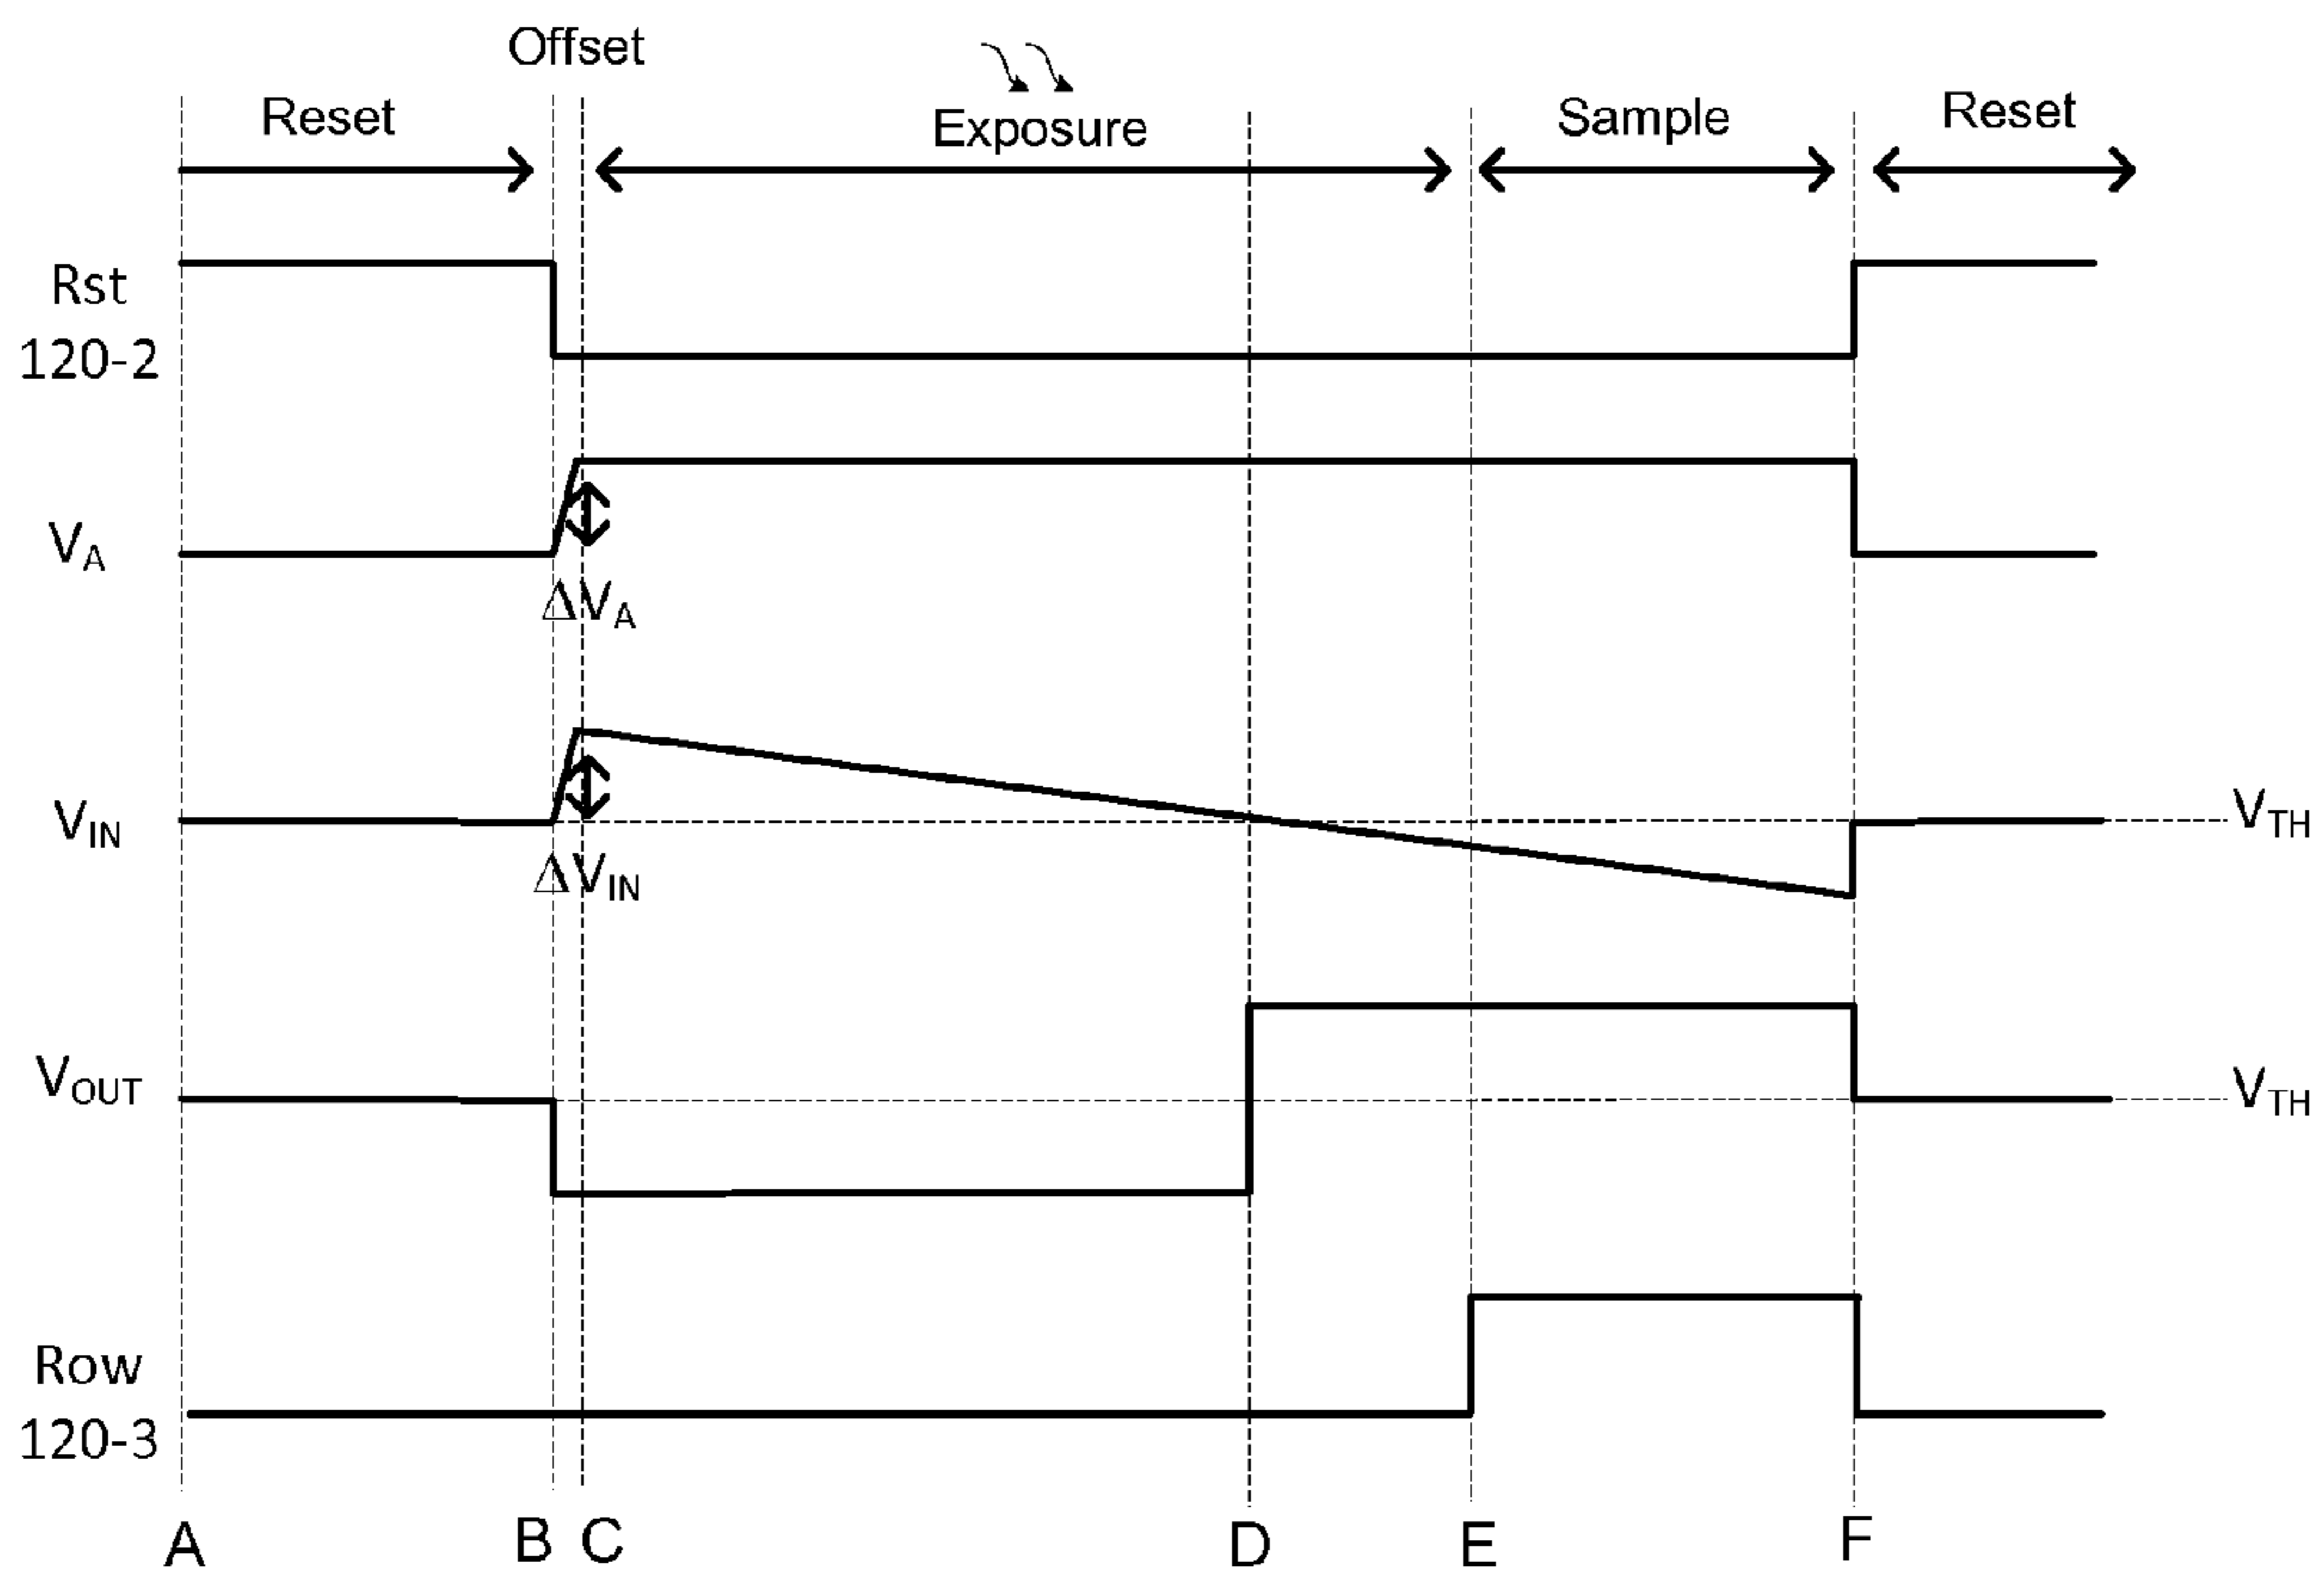 Offset
Reset
Exposure
Sample
Reset
Rst
120-2
VA
ΔVA
VIN
VTH
ΔVIN
VOUT
VTH
Row
120-3
A
B
C
D
E
F